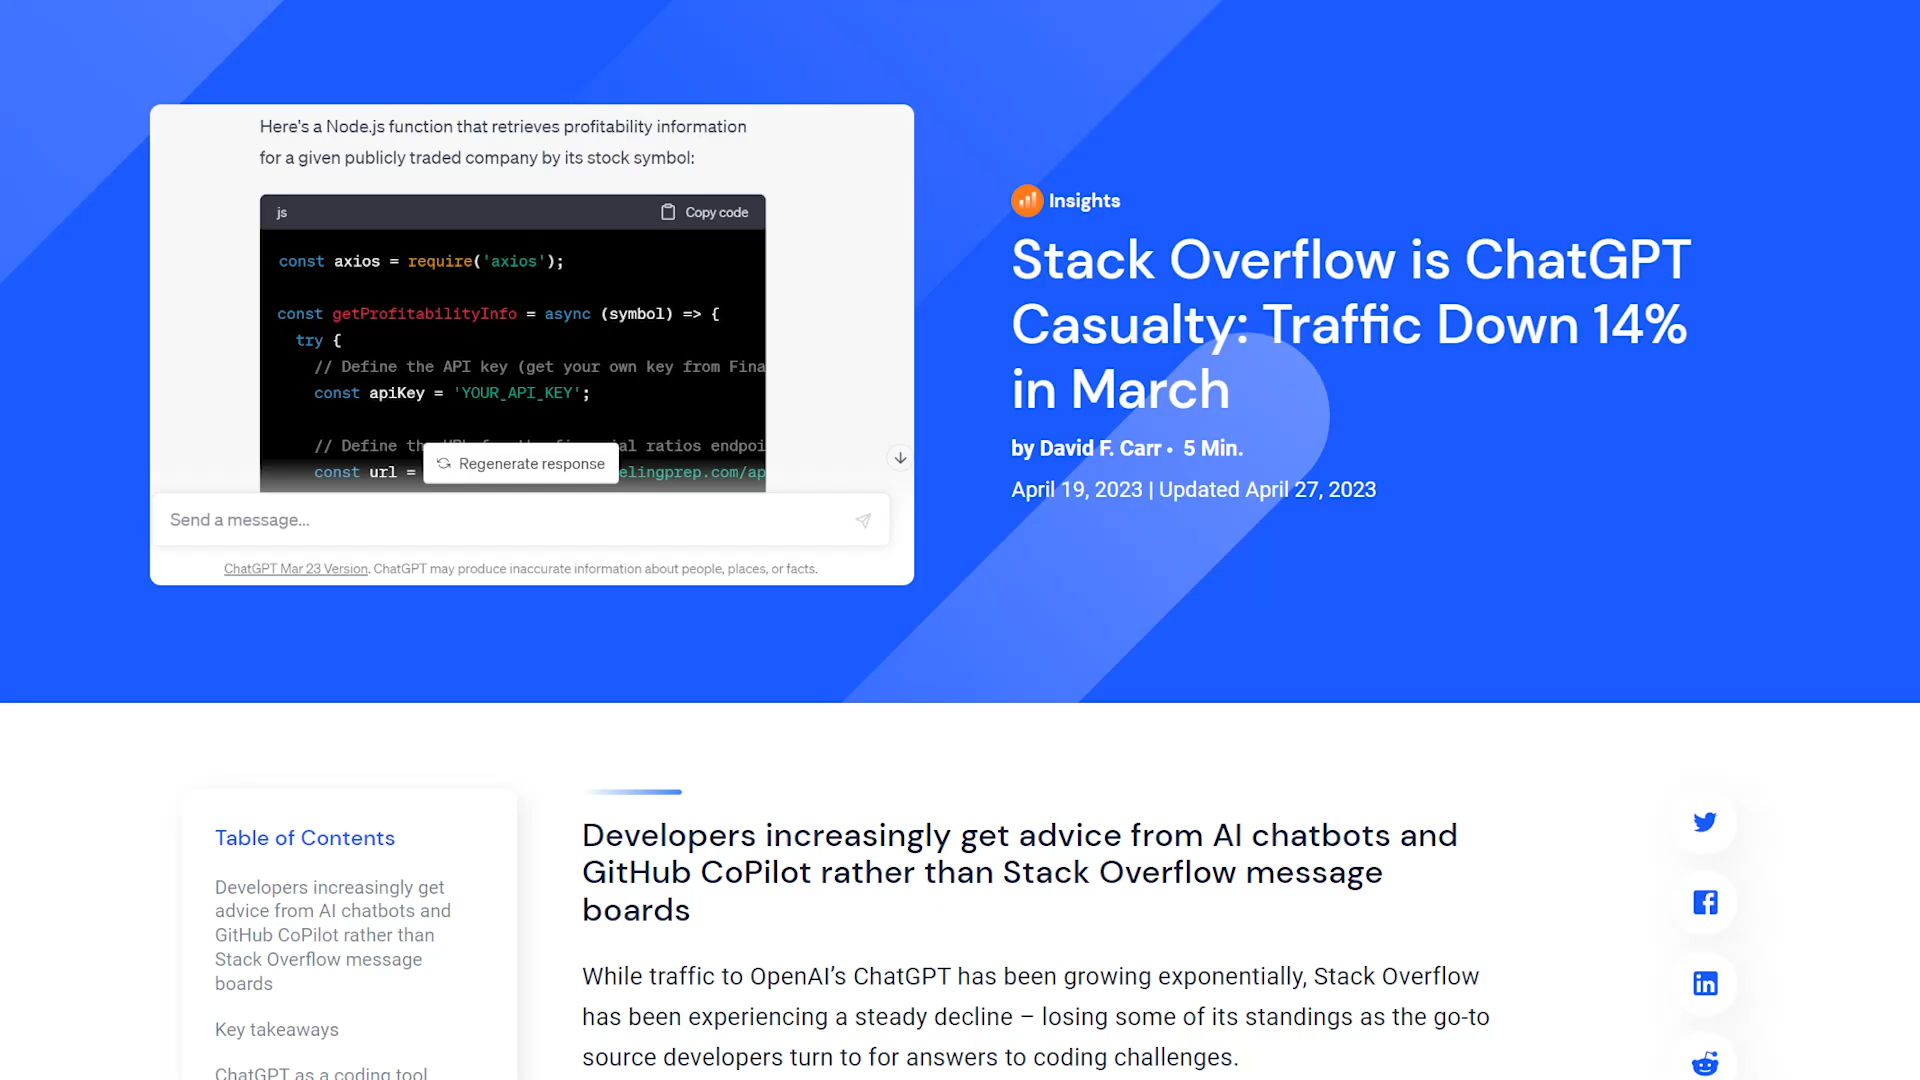 Here's a Node.js function that retrieves profitability information
for a given publicly traded company by its stock symbol:
js
Copy code
const axios = require('axios');
const getProfitabilityInfo = async (symbol) => {
try {
// Define the API key (get your own key from Fina
const apiKey = 'YOUR_API_KEY';
// Define the al ratios endpoi
const url = elingprep.com/ap
Regenerate response
Send a message...
ChatGPT Mar 23 Version. ChatGPT may produce inaccurate information about people, places, or facts.
Insights
Stack Overflow is ChatGPT
Casualty: Traffic Down 14%
in March
by David F. Carr • 5 Min.
April 19, 2023 | Updated April 27, 2023
Table of Contents
Developers increasingly get
advice from AI chatbots and
GitHub CoPilot rather than
Stack Overflow message
boards
Key takeaways
ChatGPT as a coding tool
Developers increasingly get advice from AI chatbots and
GitHub CoPilot rather than Stack Overflow message
boards
While traffic to OpenAI’s ChatGPT has been growing exponentially, Stack Overflow
has been experiencing a steady decline – losing some of its standings as the go-to
source developers turn to for answers to coding challenges.